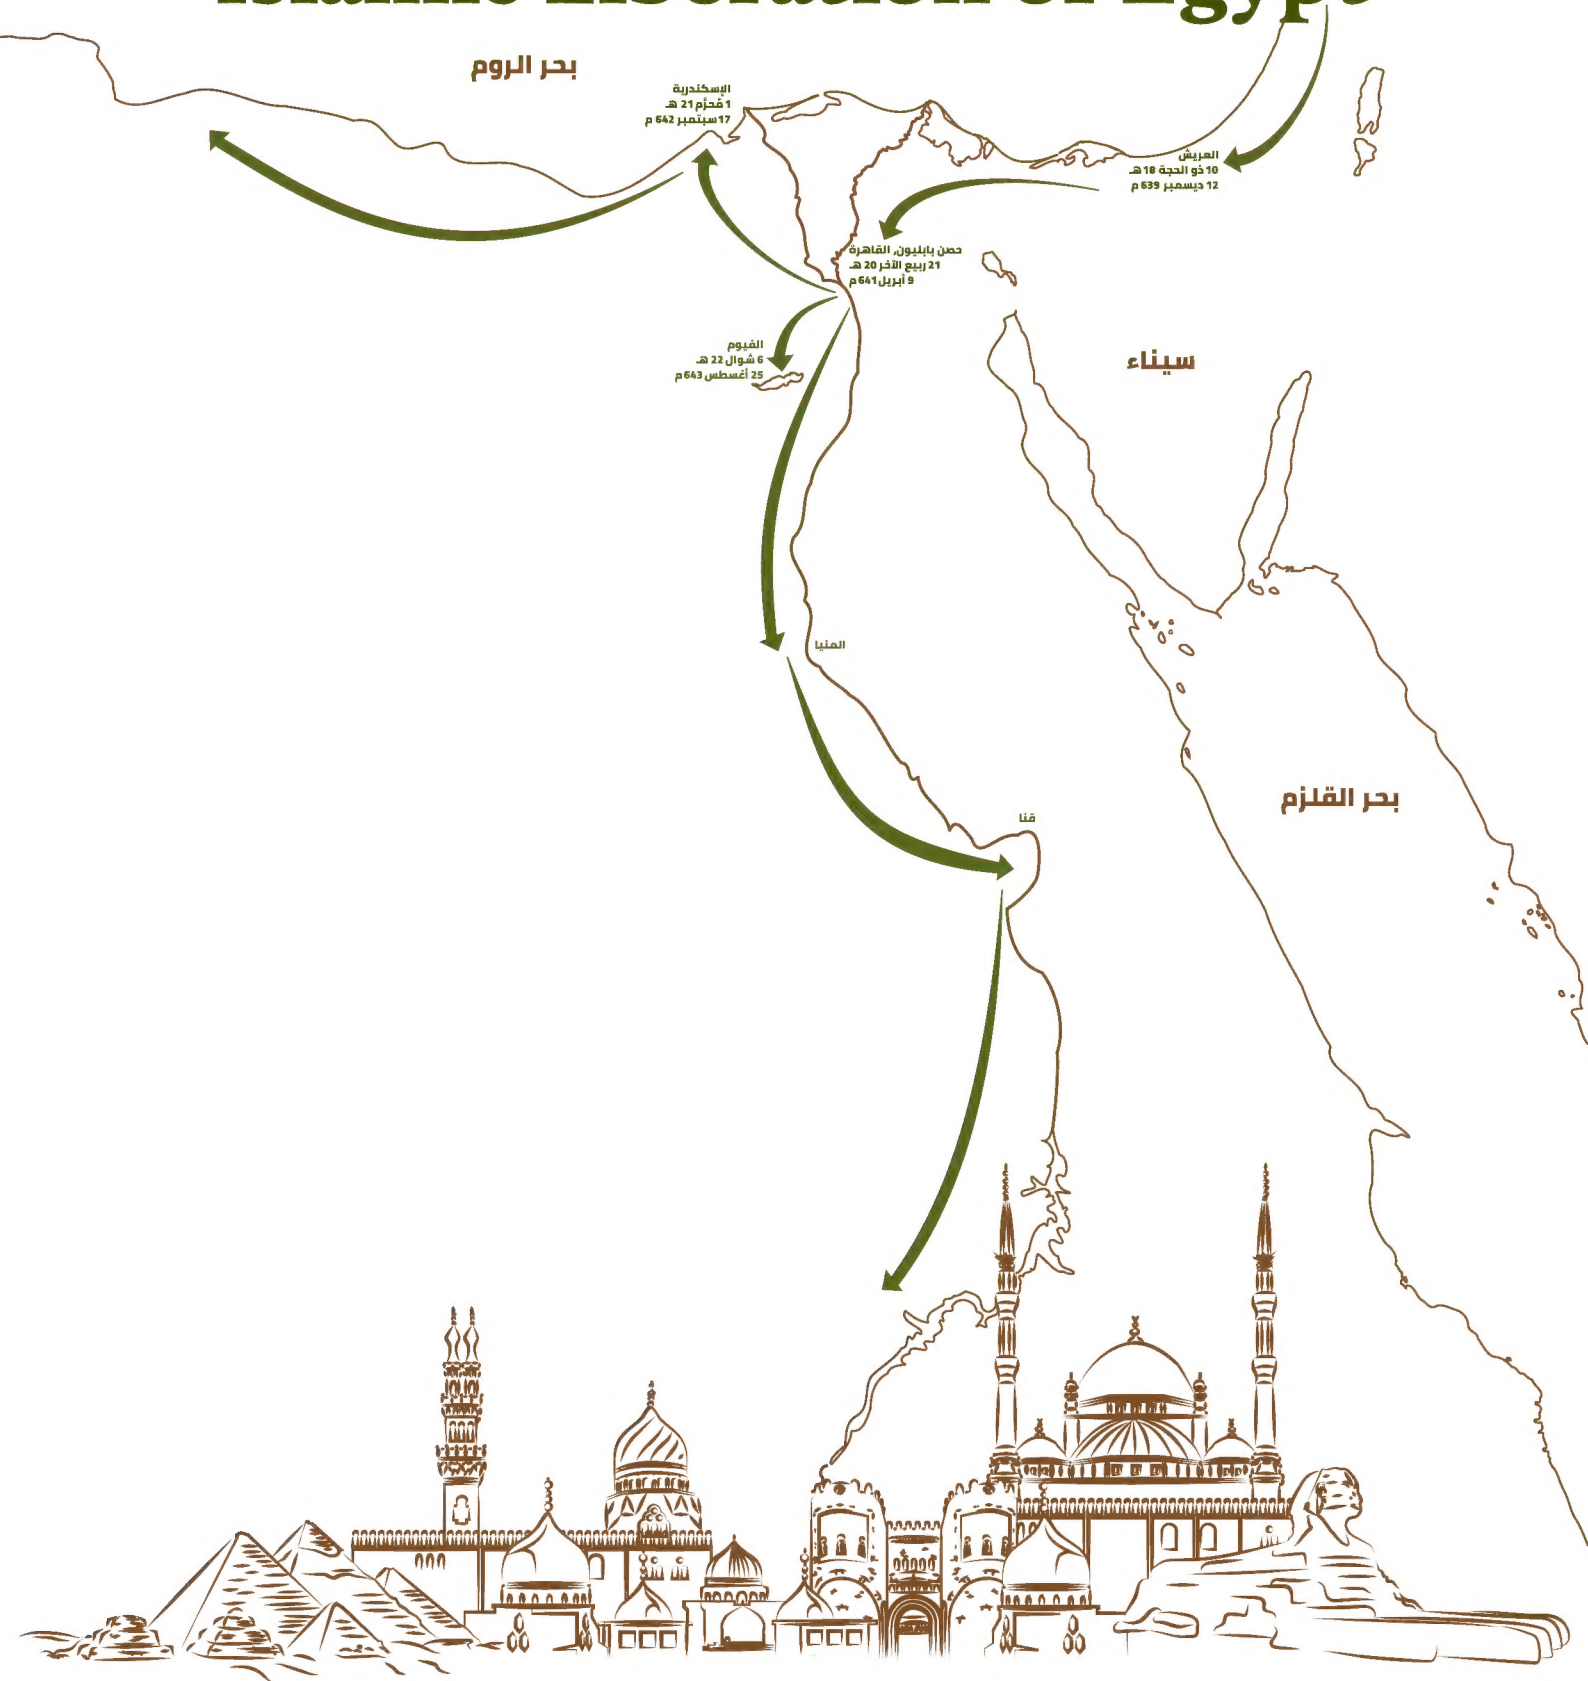 Islamic Liberation of Egypt
بحر الروم
الإسكندرية
1 مُحرَّم 21 هـ
17 سبتمبر 642 م
العريش
10 ذو الحجة 18 هـ
12 ديسمبر 639 م
حصن بابليون، القاهرة
21 ربيع الآخر 20 هـ
9 أبريل 641 م
الفيوم
6 شوال 22 هـ
25 أغسطس 643 م
سيناء
المنيا
بحر القلزم
قنا